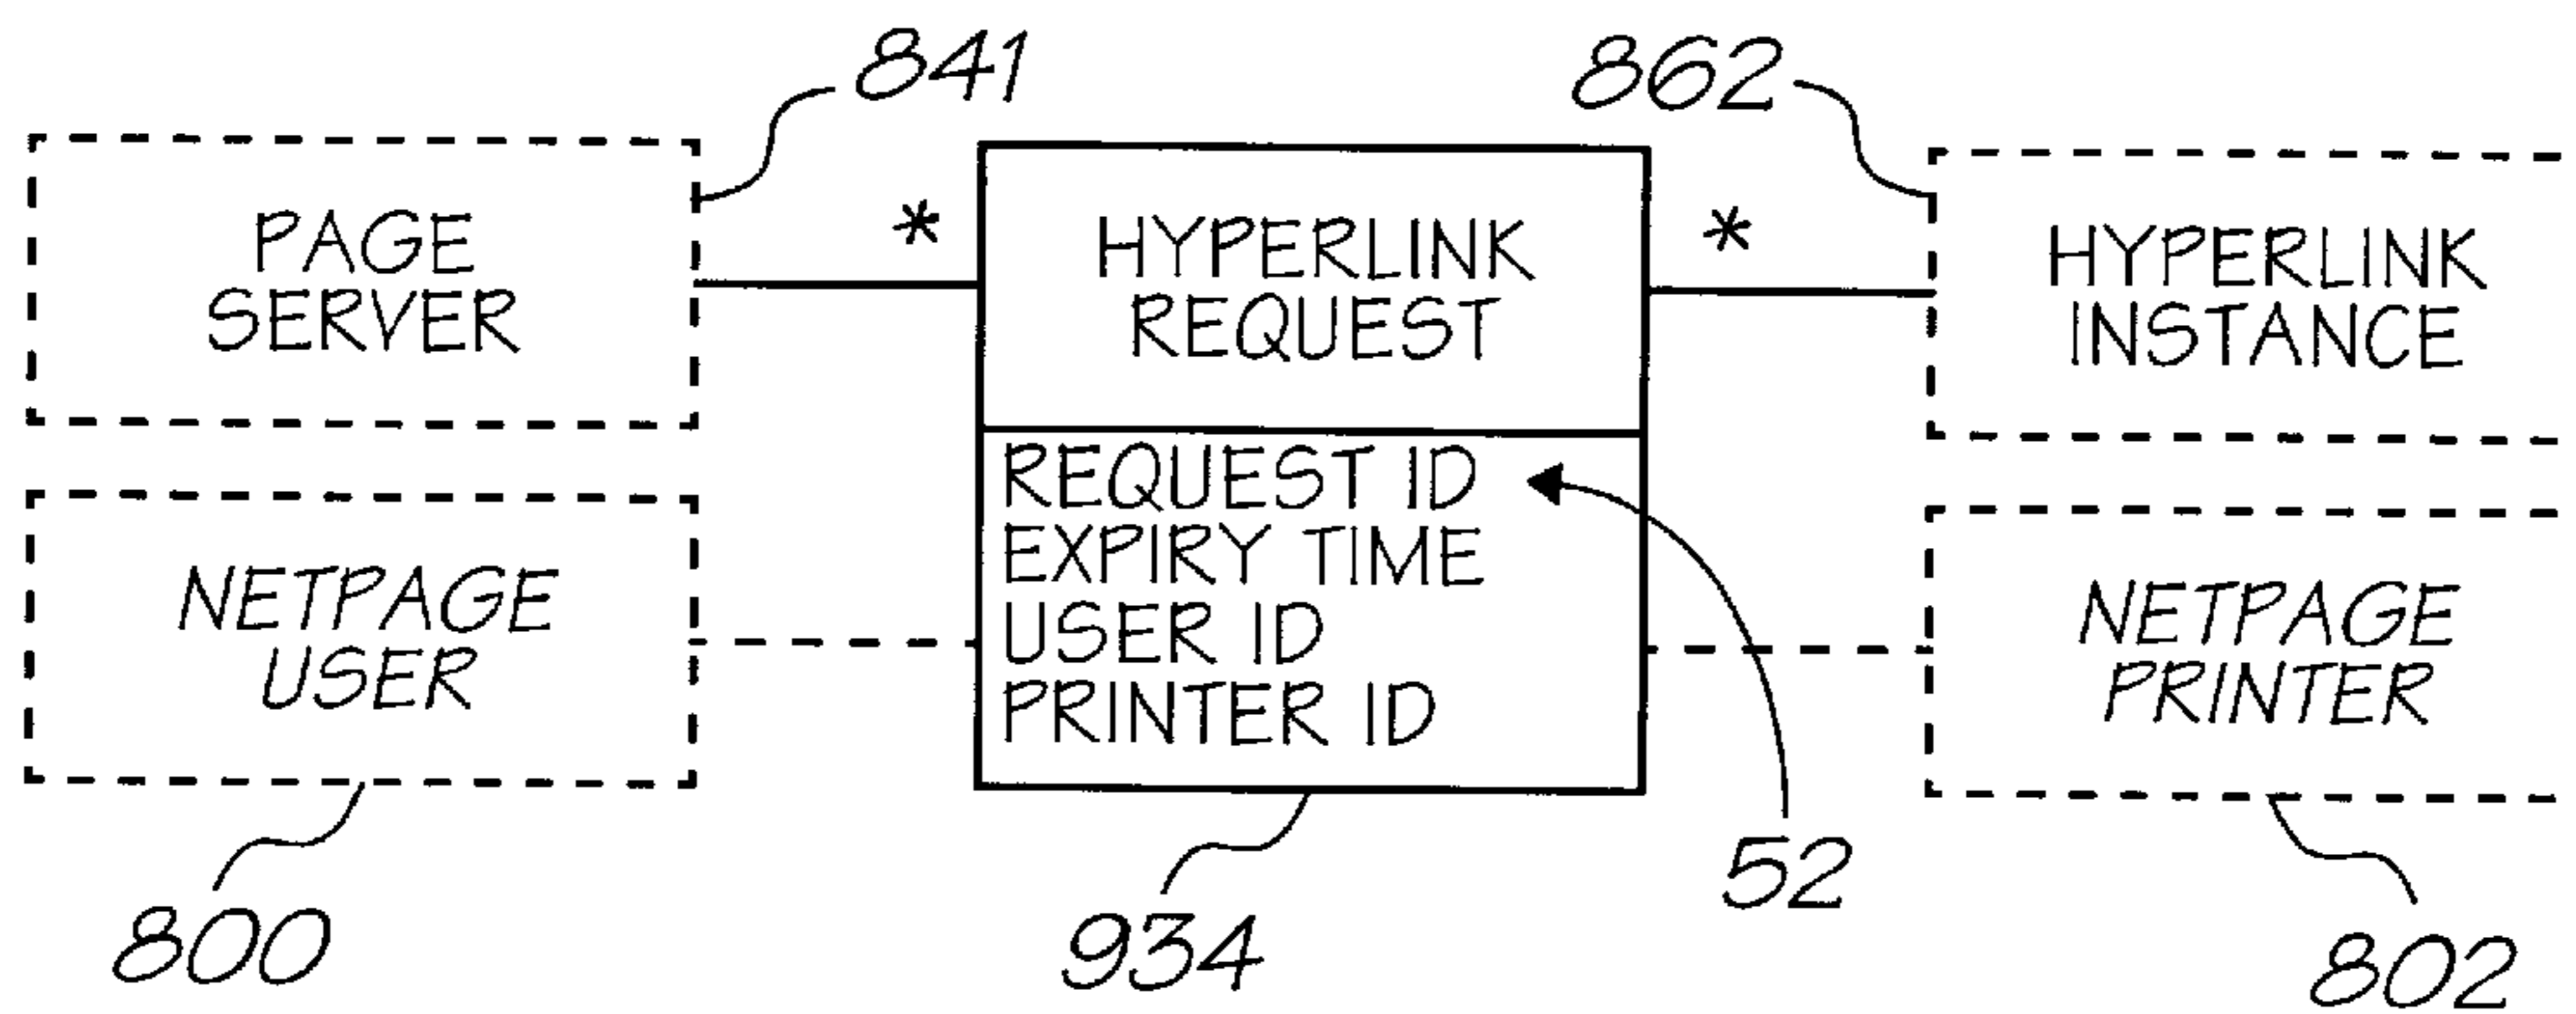 841
862
PAGE
SERVER
*
HYPERLINK
REQUEST
*
HYPERLINK
INSTANCE
REQUEST ID
EXPIRY TIME
USER ID
PRINTER ID
NETPAGE
USER
NETPAGE
PRINTER
52
800
934
802